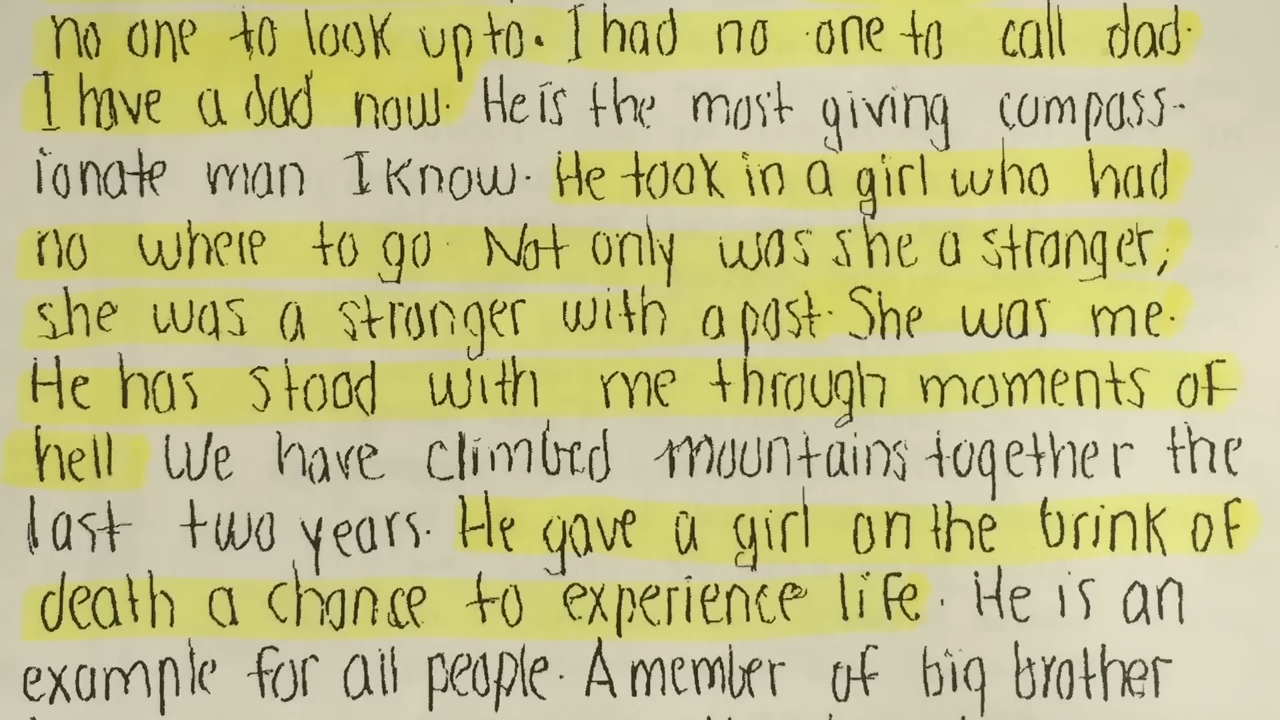 no one to look up to. I had no one to call dad.
I have a dad now. He is the most giving compass-
ionate man I know. He took in a girl who had
no where to go. Not only was she a stranger,
she was a stranger with a past. She was me.
He has stood with me through moments of
hell We have climbed mountains together the
last two years. He gave a girl on the brink of
death a chance to experience life. He is an
example for all people. A member of big brother